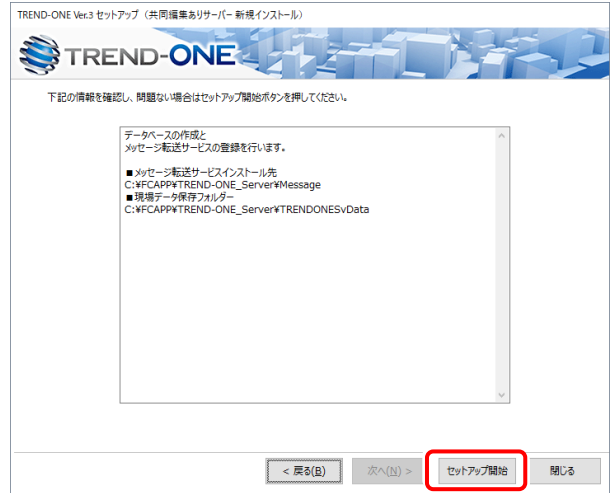 TREND-ONE Ver.3 セットアップ（共同編集ありサーバー 新規インストール）
TREND-ONE
下記の情報を確認し、問題ない場合はセットアップ開始ボタンを押してください。
データベースの作成と
メッセージ転送サービスの登録を行います。
■メッセージ転送サービスインストール先
C:¥FCAPP¥TREND-ONE_Server¥Message
■現場データ保存フォルダー
C:¥FCAPP¥TREND-ONE_Server¥TRENDONESvData
< 戻る(B)
次へ(N) >
セットアップ開始
閉じる